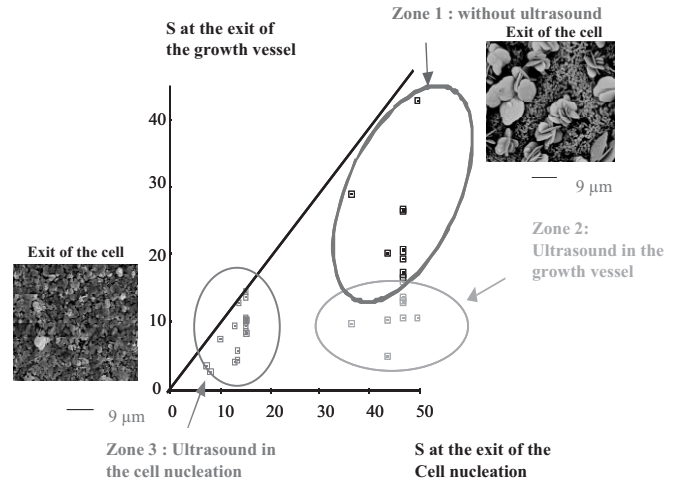 Zone 1 : without ultrasound
S at the exit of
the growth vessel
Exit of the cell
9 µm
40
30
20
10
0
Zone 2:
Ultrasound in the
growth vessel
Exit of the cell
9 µm
0 10 20 30 40 50
Zone 3 : Ultrasound in
the cell nucleation
S at the exit of the
Cell nucleation